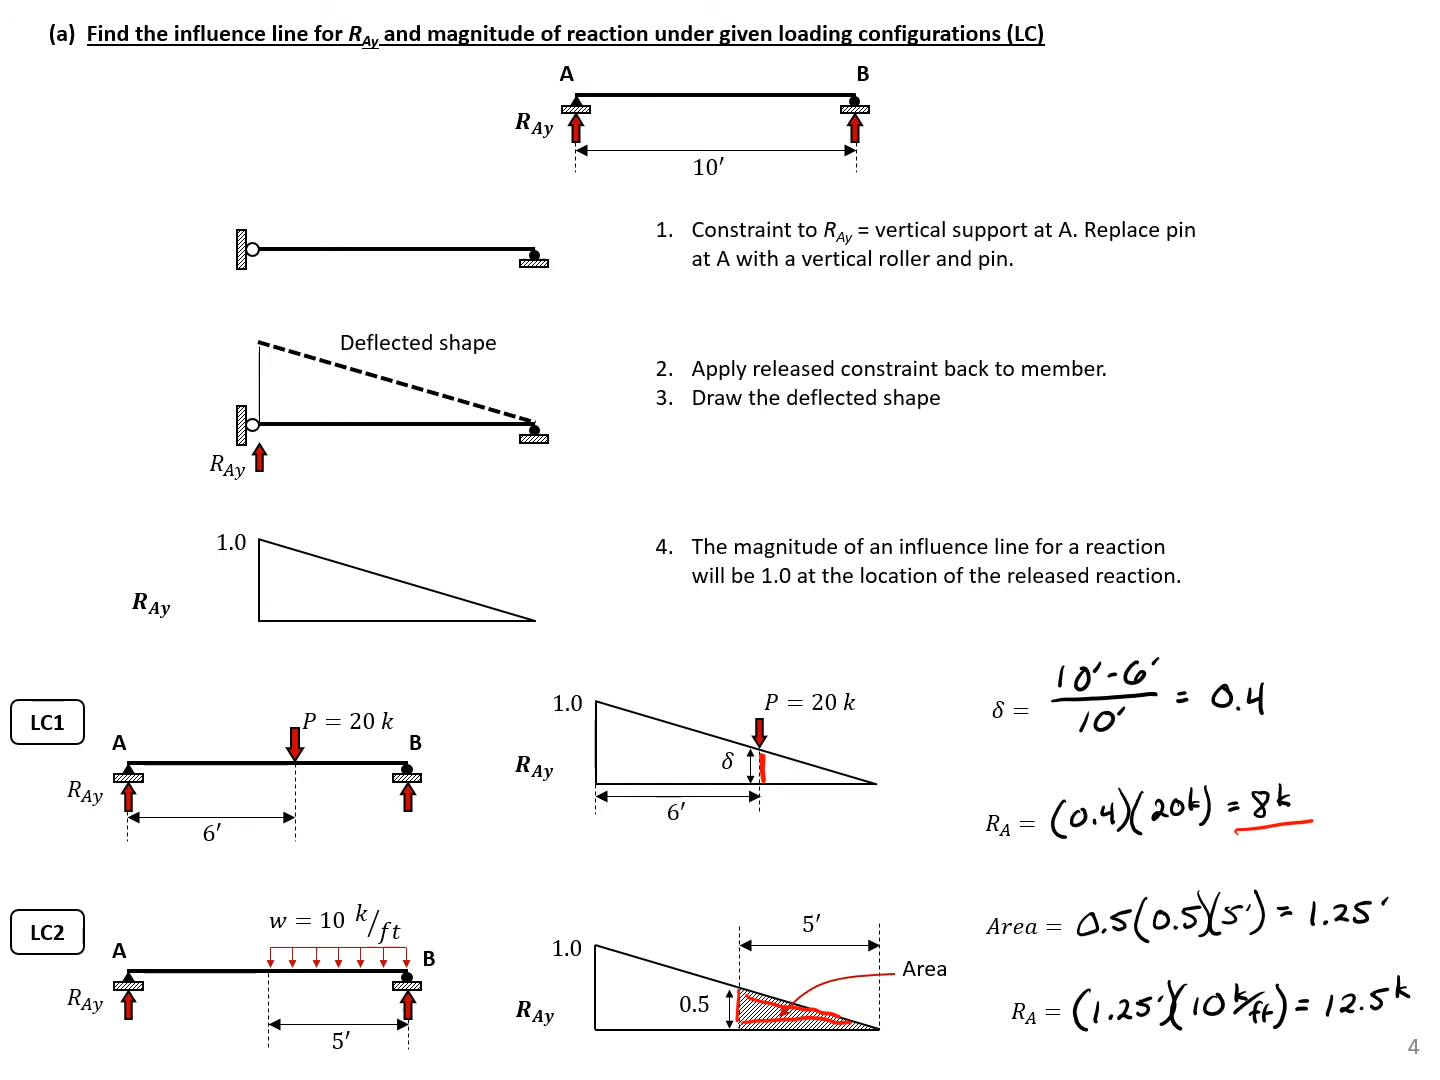 (a) Find the influence line for R_Ay and magnitude of reaction under given loading configurations (LC)
A
B
R_Ay
10′
1. Constraint to R_Ay = vertical support at A. Replace pin
at A with a vertical roller and pin.
Deflected shape
2. Apply released constraint back to member.
3. Draw the deflected shape
R_Ay
1.0
R_Ay
4. The magnitude of an influence line for a reaction
will be 1.0 at the location of the released reaction.
LC1
A
P = 20 k
B
R_Ay
6′
1.0
P = 20 k
R_Ay
δ
6′
δ = (10′-6′)/10′ = 0.4
R_A = (0.4)(20k) = 8k
LC2
A
w = 10 k/ft
B
R_Ay
5′
1.0
5′
Area
0.5
R_Ay
Area = 0.5(0.5)(5′) = 1.25′
R_A = (1.25′)(10 k/ft) = 12.5k
4